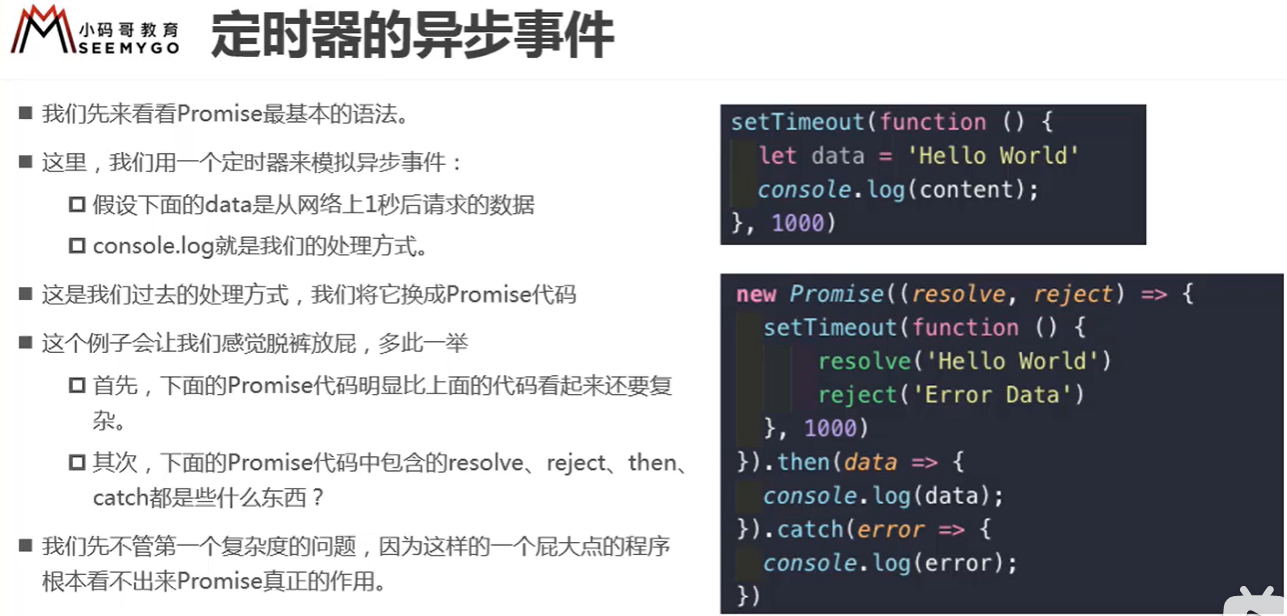 小码哥教育
SEEMYGO
定时器的异步事件
■ 我们先来看看Promise最基本的语法。
■ 这里，我们用一个定时器来模拟异步事件：
假设下面的data是从网络上1秒后请求的数据
console.log就是我们的处理方式。
■ 这是我们过去的处理方式，我们将它换成Promise代码
■ 这个例子会让我们感觉脱裤放屁，多此一举
首先，下面的Promise代码明显比上面的代码看起来还要复
杂。
其次，下面的Promise代码中包含的resolve、reject、then、
catch都是些什么东西？
■ 我们先不管第一个复杂度的问题，因为这样的一个屁大点的程序
根本看不出来Promise真正的作用。
setTimeout(function () {
let data = 'Hello World'
console.log(content);
}, 1000)
new Promise((resolve, reject) => {
setTimeout(function () {
resolve('Hello World')
reject('Error Data')
}, 1000)
}).then(data => {
console.log(data);
}).catch(error => {
console.log(error);
})